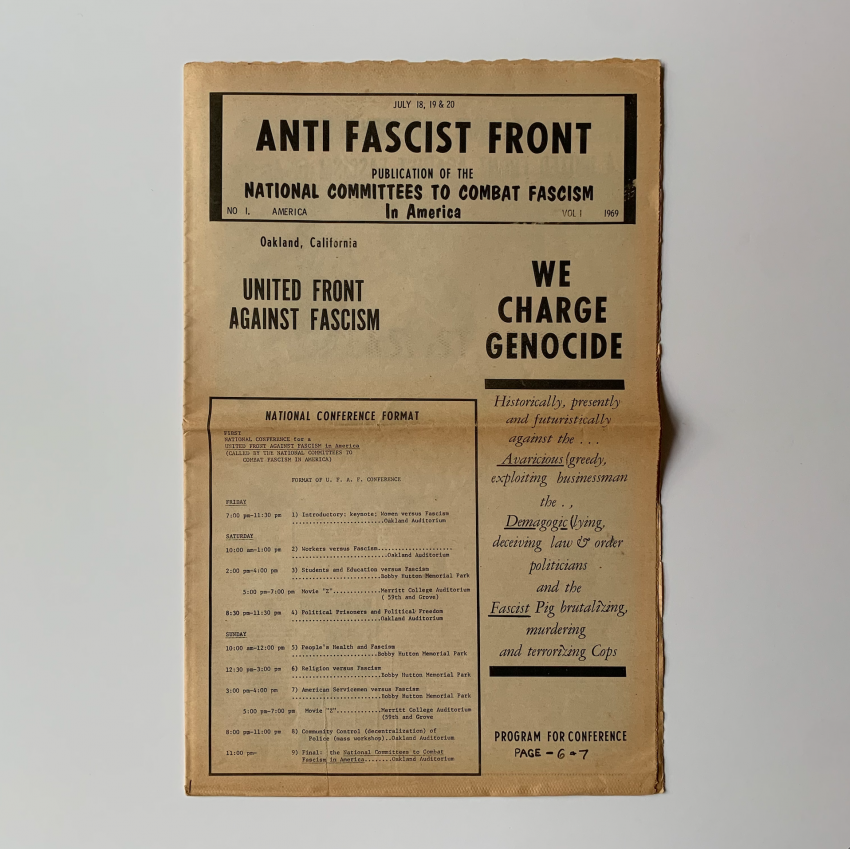 JULY 18, 19 & 20
ANTI FASCIST FRONT
PUBLICATION OF THE
NATIONAL COMMITTEES TO COMBAT FASCISM
In America
NO 1. AMERICA VOL 1 1969
Oakland, California
UNITED FRONT
AGAINST FASCISM
WE
CHARGE
GENOCIDE
Historically, presently
and futuristically
against the . . .
Avaricious (greedy,
exploiting businessman
the . ,
Demagogic (lying,
deceiving law & order
politicians
and the
Fascist Pig brutalizing,
murdering
and terrorizing Cops
PROGRAM FOR CONFERENCE
PAGE - 6 & 7
NATIONAL CONFERENCE FORMAT
FIRST
NATIONAL CONFERENCE for a
UNITED FRONT AGAINST FASCISM in America
(CALLED BY THE NATIONAL COMMITTEES TO
COMBAT FASCISM IN AMERICA)
FORMAT OF U. F. A. F. CONFERENCE
FRIDAY
7:00 pm-11:30 pm 1) Introductory: keynote: Women versus Fascism
........................Oakland Auditorium
SATURDAY
10:00 am-1:00 pm 2) Workers versus Fascism....................
.........................Oakland Auditorium
2:00 pm-4:00 pm 3) Students and Education versus Fascism
.......................Bobby Hutton Memorial Park
5:00 pm-7:00 pm Movie "Z".............Merritt College Auditorium
( 59th and Grove)
8:30 pm-11:30 pm 4) Political Prisoners and Political Freedom
........................Oakland Auditorium
SUNDAY
10:00 am-12:00 pm 5) People's Health and Fascism
......................Bobby Hutton Memorial Park
12:30 pm-3:00 pm 6) Religion versus Fascism
.......................Bobby Hutton Memorial Park
3:00 pm-4:00 pm 7) American Servicemen versus Fascism
.......................Bobby Hutton Memorial Park
5:00 pm-7:00 pm Movie "Z"............Merritt College Auditorium
(59th and Grove
8:00 pm-11:00 pm 8) Community Control (decentralization) of
Police (mass workshop)..Oakland Auditorium
11:00 pm- 9) Final: the National Committees to Combat
Fascism in America........Oakland Auditorium